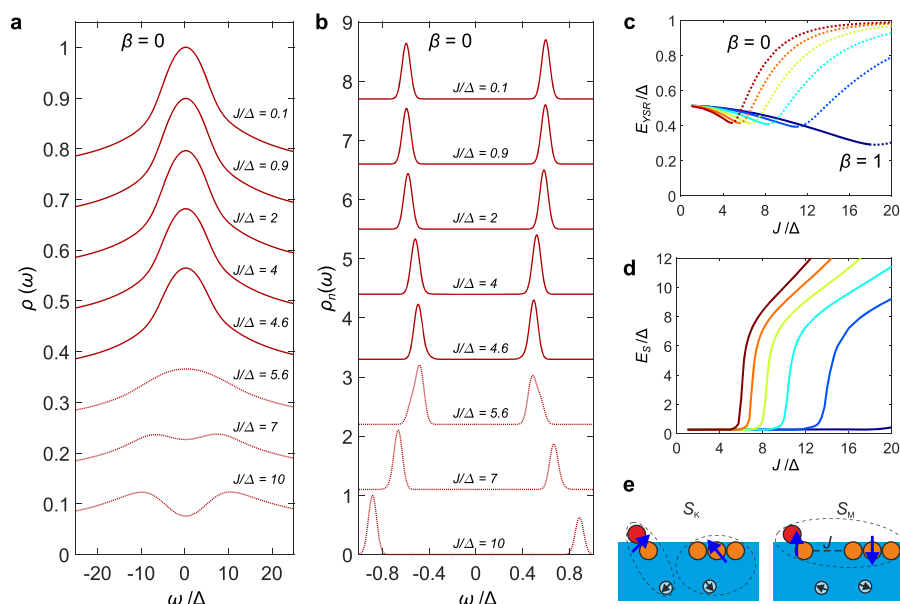 a
β = 0
J/Δ = 0.1
J/Δ = 0.9
J/Δ = 2
J/Δ = 4
J/Δ = 4.6
J/Δ = 5.6
J/Δ = 7
J/Δ = 10
1
0.9
0.8
0.7
0.6
0.5
0.4
0.3
0.2
0.1
0
ρ (ω)
-20 -10 0 10 20
ω /Δ
b
β = 0
J/Δ = 0.1
J/Δ = 0.9
J/Δ = 2
J/Δ = 4
J/Δ = 4.6
J/Δ = 5.6
J/Δ = 7
J/Δ = 10
9
8
7
6
5
4
3
2
1
0
ρn(ω)
-0.8 -0.4 0 0.4 0.8
ω /Δ
c
β = 0
β = 1
1
0.8
0.6
0.4
0.2
0
EYSR /Δ
0 4 8 12 16 20
J /Δ
d
12
10
8
6
4
2
0
ES /Δ
0 4 8 12 16 20
J /Δ
e
SK
SM
J